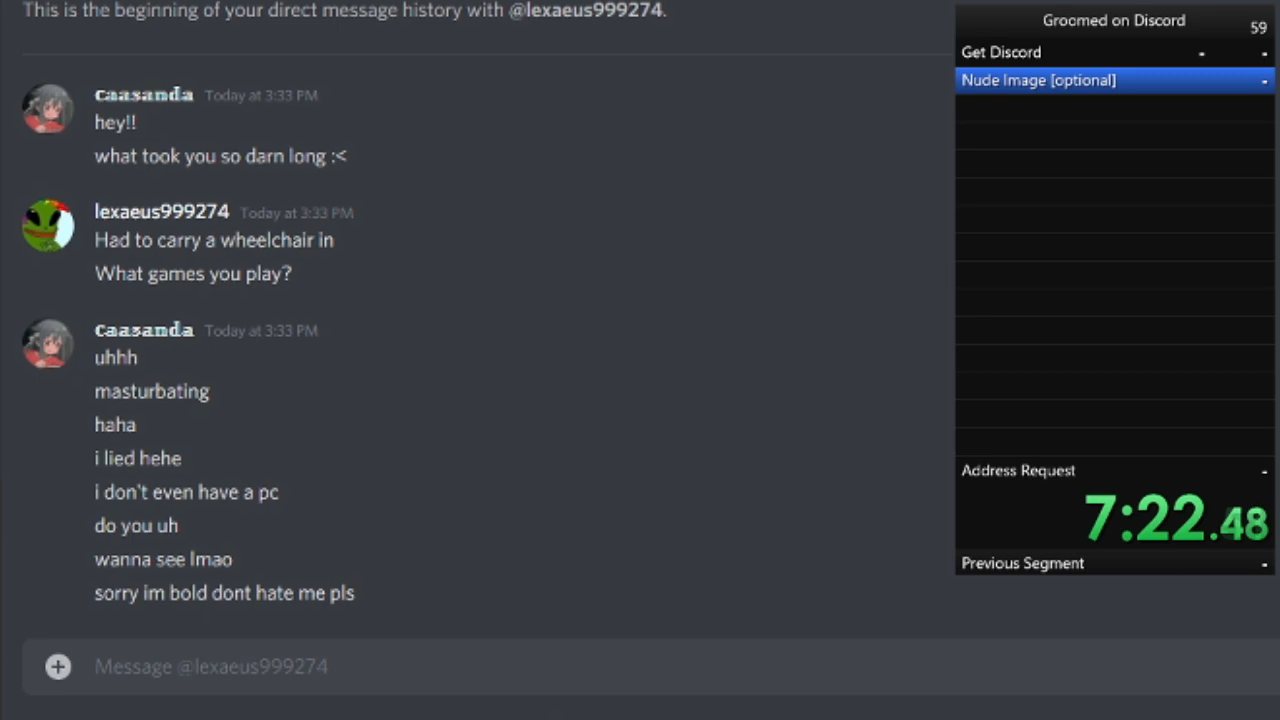 This is the beginning of your direct message history with @lexaeus999274.
Caasanda Today at 3:33 PM
hey!!
what took you so darn long :<
lexaeus999274 Today at 3:33 PM
Had to carry a wheelchair in
What games you play?
Caasanda Today at 3:33 PM
uhhh
masturbating
haha
i lied hehe
i don't even have a pc
do you uh
wanna see lmao
sorry im bold dont hate me pls
Message @lexaeus999274
Groomed on Discord
59
Get Discord - -
Nude Image [optional] -
Address Request -
7:22.48
Previous Segment -